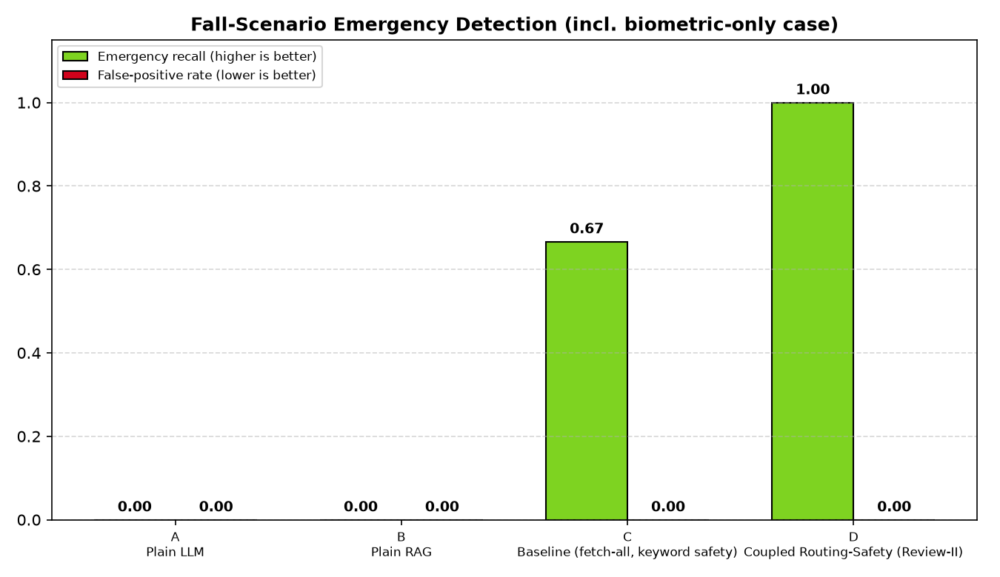 Fall-Scenario Emergency Detection (incl. biometric-only case)
Emergency recall (higher is better)
False-positive rate (lower is better)
1.0
0.8
0.6
0.4
0.2
0.0
0.00
0.00
0.00
0.00
0.67
0.00
1.00
0.00
A
Plain LLM
B
Plain RAG
C
Baseline (fetch-all, keyword safety)
D
Coupled Routing-Safety (Review-II)